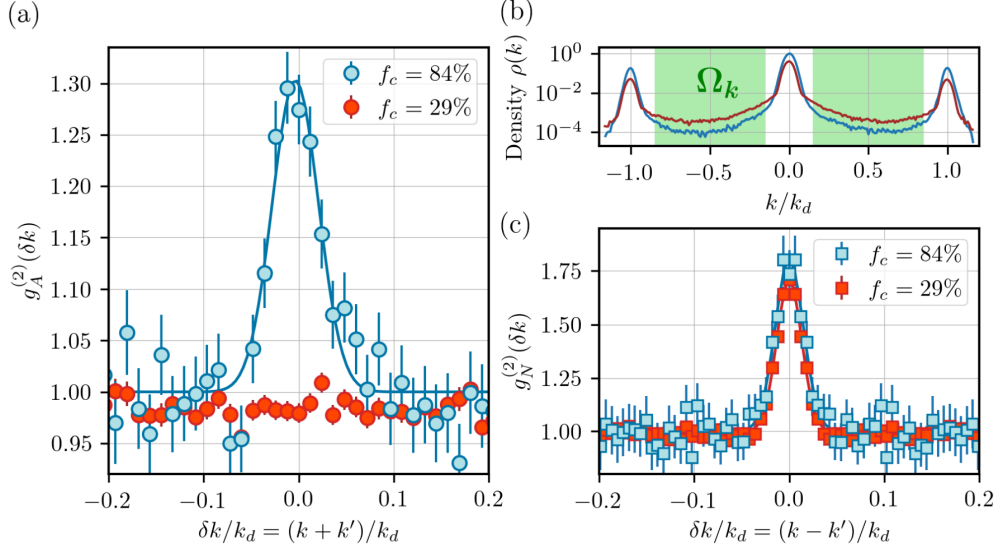 (a)
f_c = 84%
f_c = 29%
1.30
1.25
1.20
1.15
1.10
1.05
1.00
0.95
g_A^(2)(δk)
−0.2
−0.1
0.0
0.1
0.2
δk/k_d = (k + k′)/k_d
(b)
Density ρ(k)
10^0
10^−2
10^−4
Ω_k
−1.0
−0.5
0.0
0.5
1.0
k/k_d
(c)
f_c = 84%
f_c = 29%
1.75
1.50
1.25
1.00
g_N^(2)(δk)
−0.2
−0.1
0.0
0.1
0.2
δk/k_d = (k − k′)/k_d